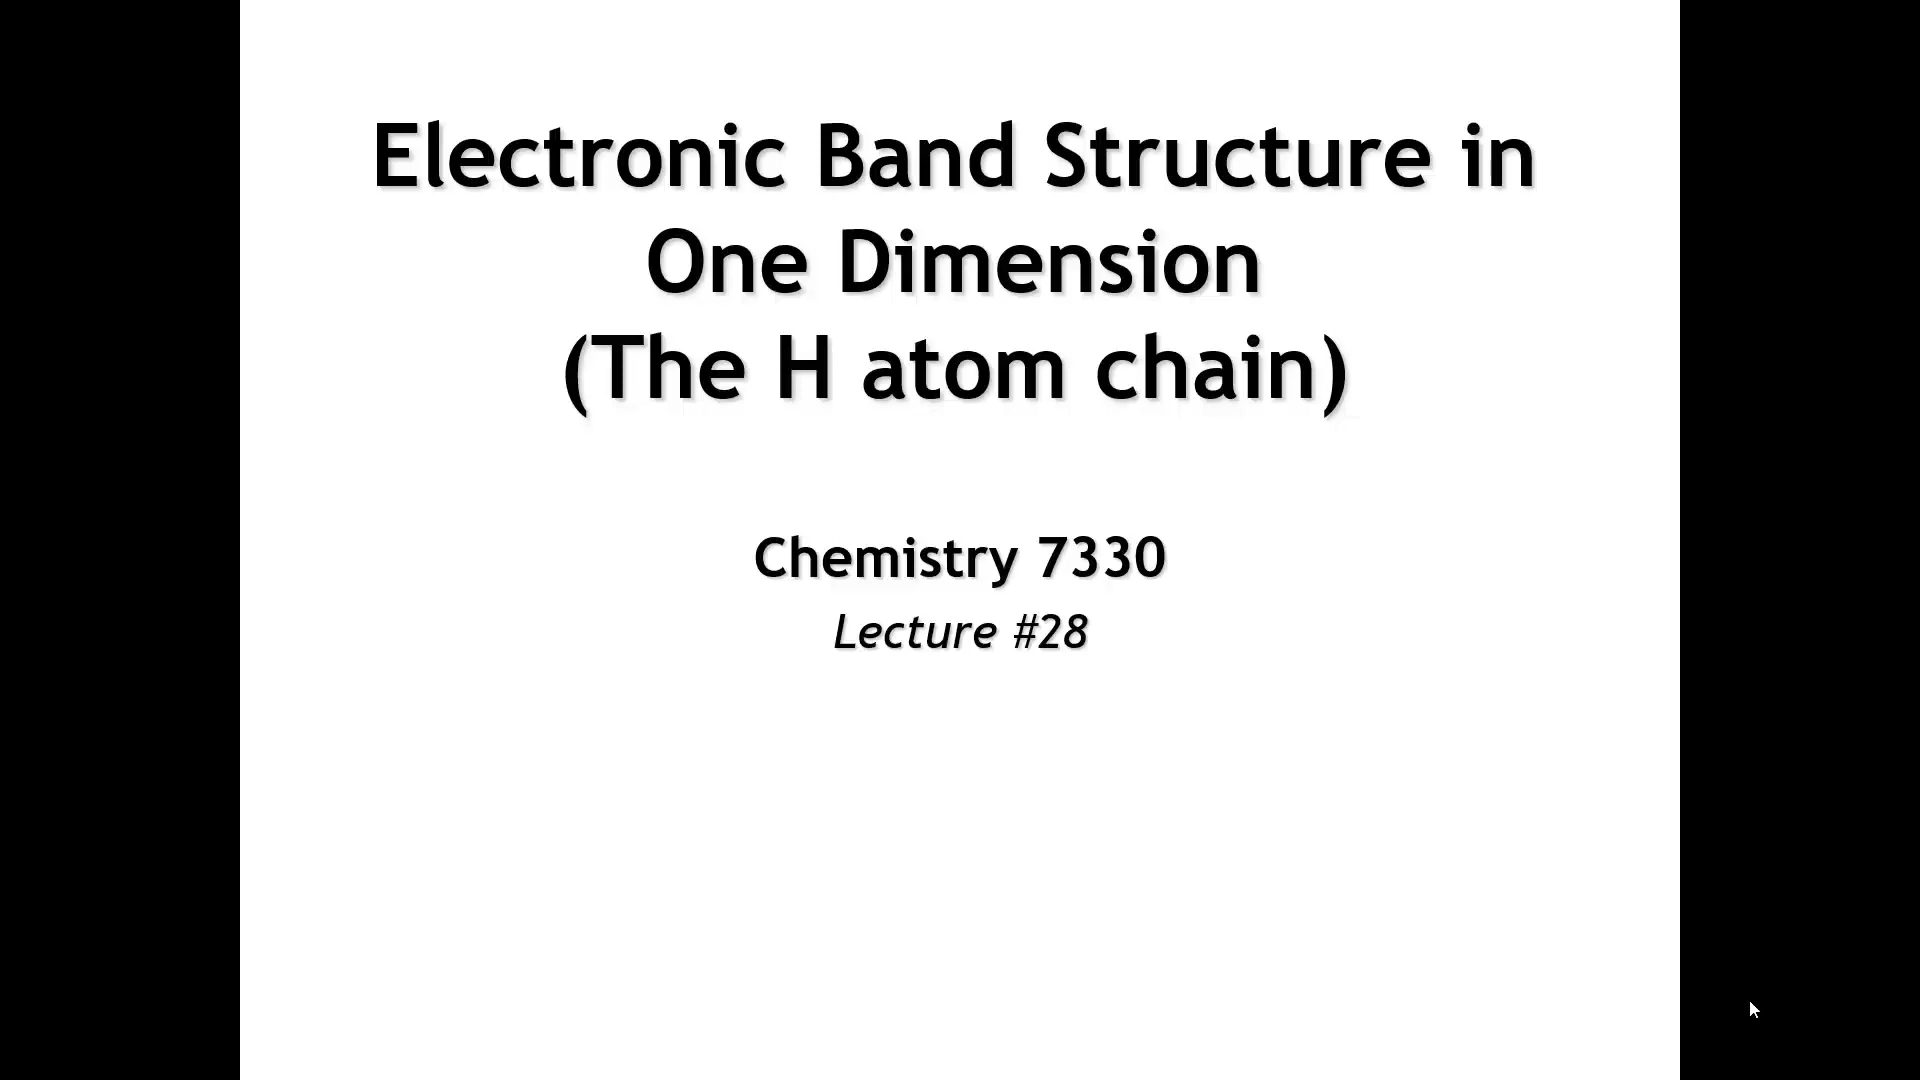 Electronic Band Structure in
One Dimension
(The H atom chain)
Chemistry 7330
Lecture #28